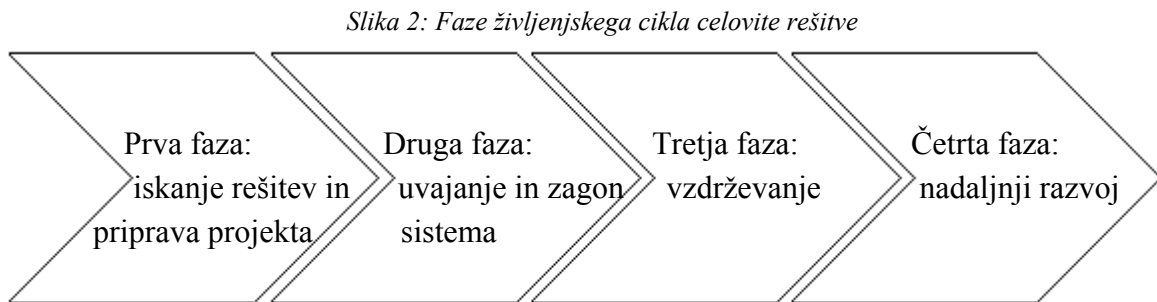 Slika 2: Faze življenjskega cikla celovite rešitve
Prva faza:
iskanje rešitev in
priprava projekta
Druga faza:
uvajanje in zagon
sistema
Tretja faza:
vzdrževanje
Četrta faza:
nadaljnji razvoj